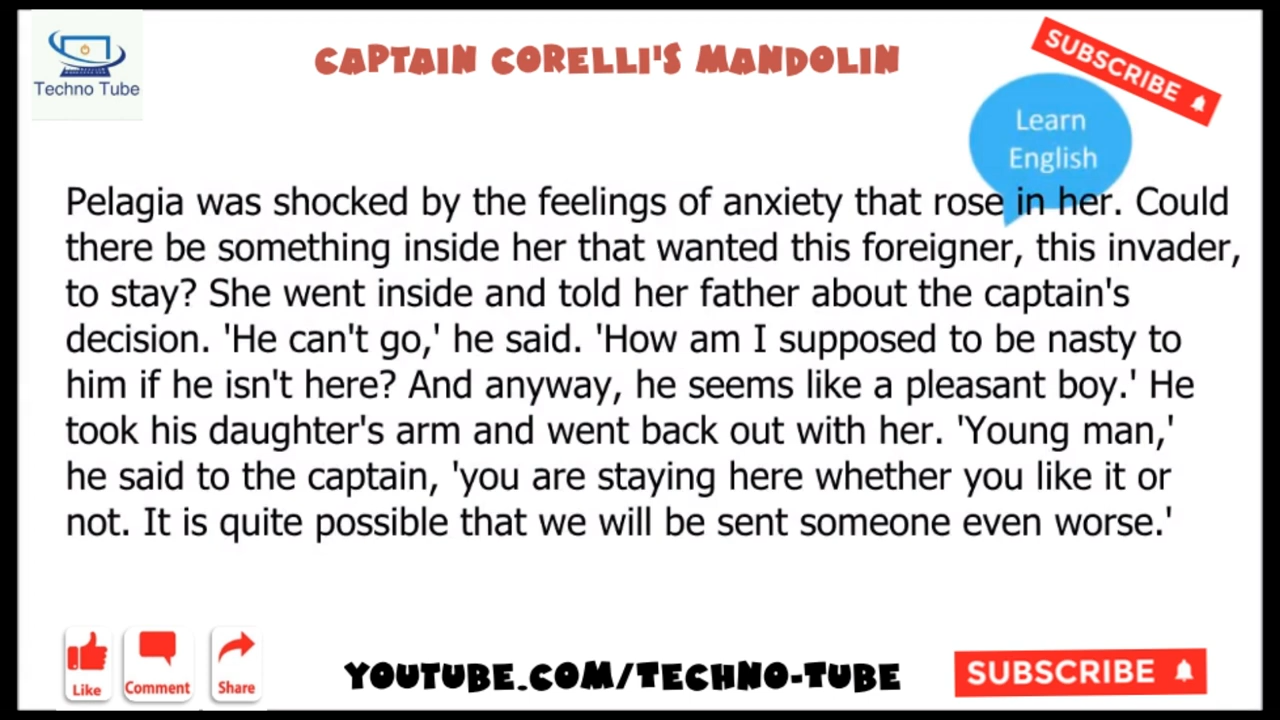 Techno Tube
CAPTAIN CORELLI'S MANDOLIN
SUBSCRIBE
Learn
English
Pelagia was shocked by the feelings of anxiety that rose in her. Could
there be something inside her that wanted this foreigner, this invader,
to stay? She went inside and told her father about the captain's
decision. 'He can't go,' he said. 'How am I supposed to be nasty to
him if he isn't here? And anyway, he seems like a pleasant boy.' He
took his daughter's arm and went back out with her. 'Young man,'
he said to the captain, 'you are staying here whether you like it or
not. It is quite possible that we will be sent someone even worse.'
Like
Comment
Share
YOUTUBE.COM/TECHNO-TUBE
SUBSCRIBE